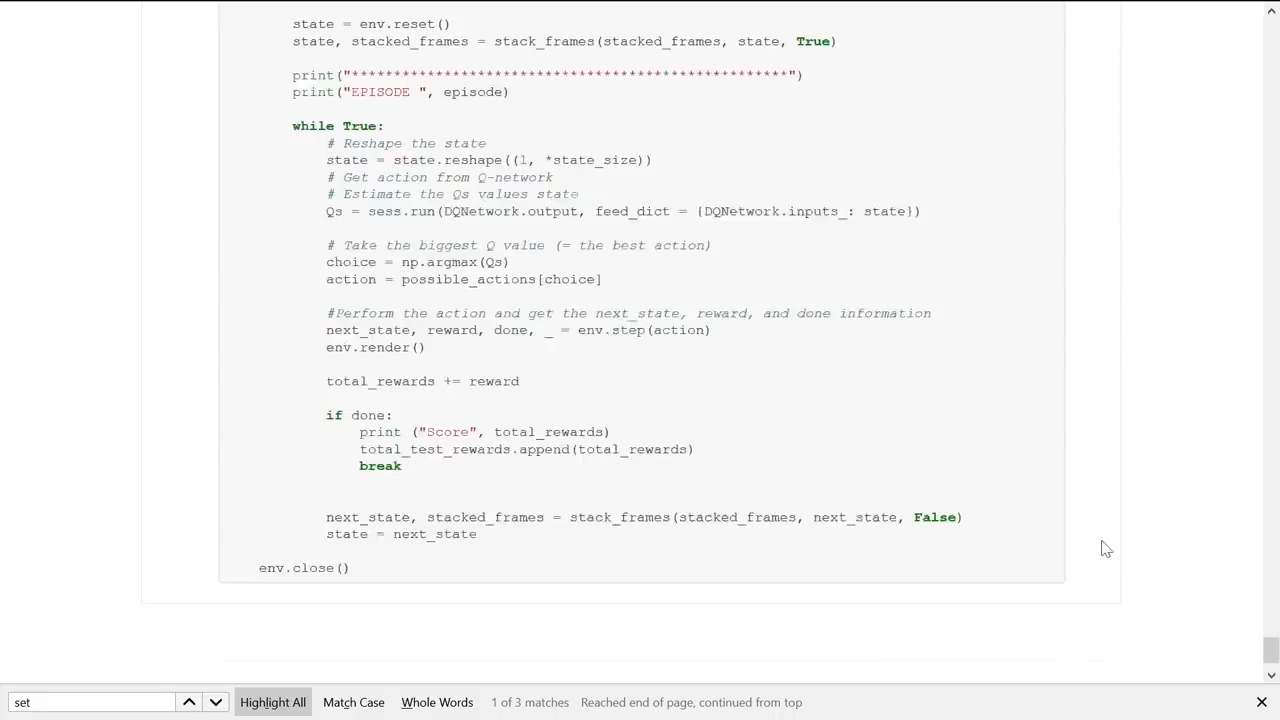 state = env.reset()
state, stacked_frames = stack_frames(stacked_frames, state, True)
print("****************************************************")
print("EPISODE ", episode)
while True:
# Reshape the state
state = state.reshape((1, *state_size))
# Get action from Q-network
# Estimate the Qs values state
Qs = sess.run(DQNetwork.output, feed_dict = {DQNetwork.inputs_: state})
# Take the biggest Q value (= the best action)
choice = np.argmax(Qs)
action = possible_actions[choice]
#Perform the action and get the next_state, reward, and done information
next_state, reward, done, _ = env.step(action)
env.render()
total_rewards += reward
if done:
print ("Score", total_rewards)
total_test_rewards.append(total_rewards)
break
next_state, stacked_frames = stack_frames(stacked_frames, next_state, False)
state = next_state
env.close()
set Highlight All Match Case Whole Words 1 of 3 matches Reached end of page, continued from top